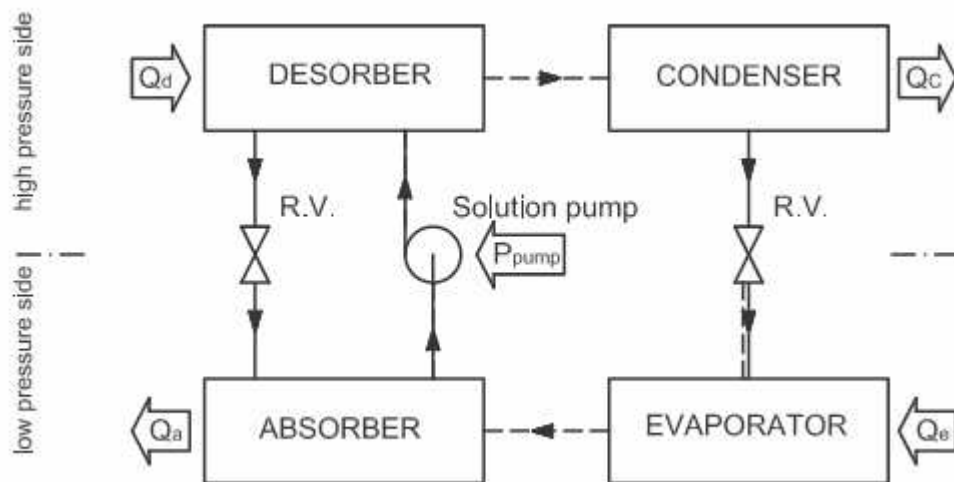 high pressure side
Qd
DESORBER
CONDENSER
QC
R.V.
Solution pump
R.V.
Ppump
low pressure side
Qa
ABSORBER
EVAPORATOR
Qe